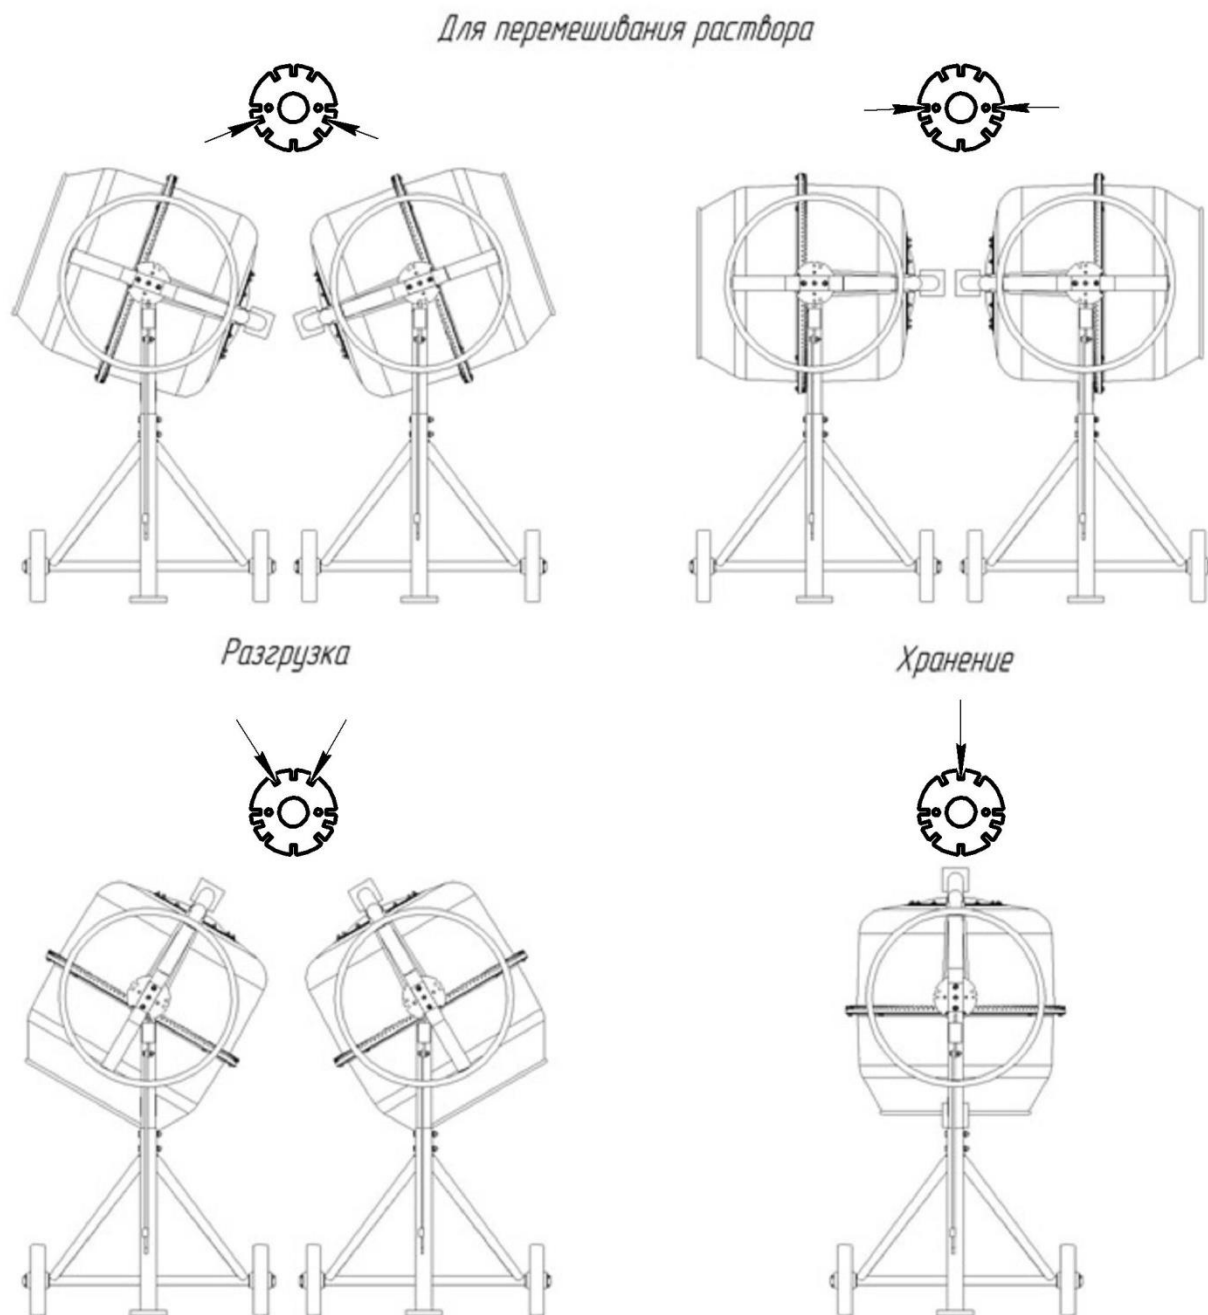 Для перемешивания раствора
Разгрузка
Хранение